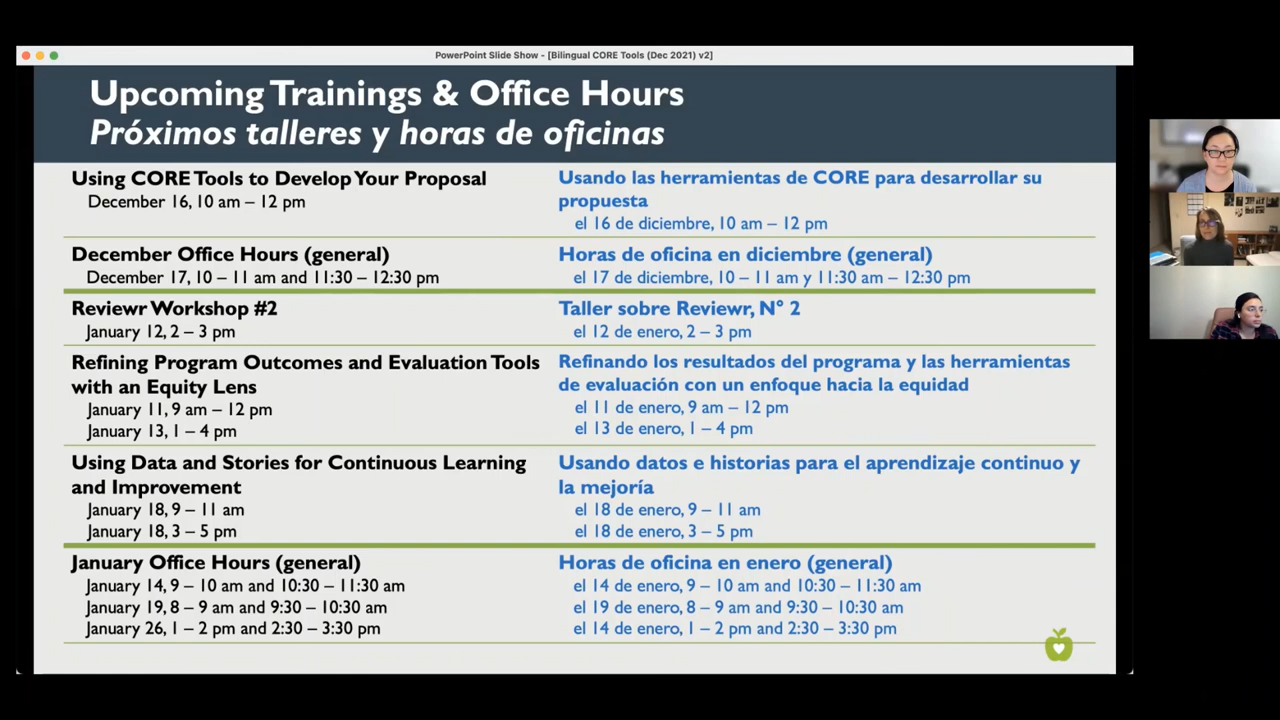 PowerPoint Slide Show - [Bilingual CORE Tools (Dec 2021) v2]
Upcoming Trainings & Office Hours
Próximos talleres y horas de oficinas
Using CORE Tools to Develop Your Proposal
December 16, 10 am – 12 pm
Usando las herramientas de CORE para desarrollar su
propuesta
el 16 de diciembre, 10 am – 12 pm
December Office Hours (general)
December 17, 10 – 11 am and 11:30 – 12:30 pm
Horas de oficina en diciembre (general)
el 17 de diciembre, 10 – 11 am y 11:30 am – 12:30 pm
Reviewr Workshop #2
January 12, 2 – 3 pm
Taller sobre Reviewr, N° 2
el 12 de enero, 2 – 3 pm
Refining Program Outcomes and Evaluation Tools
with an Equity Lens
January 11, 9 am – 12 pm
January 13, 1 – 4 pm
Refinando los resultados del programa y las herramientas
de evaluación con un enfoque hacia la equidad
el 11 de enero, 9 am – 12 pm
el 13 de enero, 1 – 4 pm
Using Data and Stories for Continuous Learning
and Improvement
January 18, 9 – 11 am
January 18, 3 – 5 pm
Usando datos e historias para el aprendizaje continuo y
la mejoría
el 18 de enero, 9 – 11 am
el 18 de enero, 3 – 5 pm
January Office Hours (general)
January 14, 9 – 10 am and 10:30 – 11:30 am
January 19, 8 – 9 am and 9:30 – 10:30 am
January 26, 1 – 2 pm and 2:30 – 3:30 pm
Horas de oficina en enero (general)
el 14 de enero, 9 – 10 am and 10:30 – 11:30 am
el 19 de enero, 8 – 9 am and 9:30 – 10:30 am
el 14 de enero, 1 – 2 pm and 2:30 – 3:30 pm